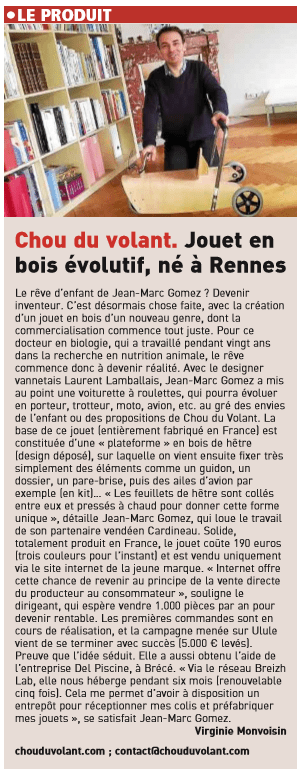 LE PRODUIT
Chou du volant. Jouet en
bois évolutif, né à Rennes
Le rêve d'enfant de Jean-Marc Gomez ? Devenir
inventeur. C'est désormais chose faite, avec la création
d'un jouet en bois d'un nouveau genre, dont la
commercialisation commence tout juste. Pour ce
docteur en biologie, qui a travaillé pendant vingt ans
dans la recherche en nutrition animale, le rêve
commence donc à devenir réalité. Avec le designer
vannetais Laurent Lamballais, Jean-Marc Gomez a mis
au point une voiturette à roulettes, qui pourra évoluer
en porteur, trotteur, moto, avion, etc. au gré des envies
de l'enfant ou des propositions de Chou du Volant. La
base de ce jouet (entièrement fabriqué en France) est
constituée d'une « plateforme » en bois de hêtre
(design déposé), sur laquelle on vient ensuite fixer très
simplement des éléments comme un guidon, un
dossier, un pare-brise, puis des ailes d'avion par
exemple (en kit)... « Les feuillets de hêtre sont collés
entre eux et pressés à chaud pour donner cette forme
unique », détaille Jean-Marc Gomez, qui loue le travail
de son partenaire vendéen Cardineau. Solide,
totalement produit en France, le jouet coûte 190 euros
(trois couleurs pour l'instant) et est vendu uniquement
via le site internet de la jeune marque. « Internet offre
cette chance de revenir au principe de la vente directe
du producteur au consommateur », souligne le
dirigeant, qui espère vendre 1.000 pièces par an pour
devenir rentable. Les premières commandes sont en
cours de réalisation, et la campagne menée sur Ulule
vient de se terminer avec succès (5.000 € levés).
Preuve que l'idée séduit. Elle a aussi obtenu l'aide de
l'entreprise Del Piscine, à Brécé. « Via le réseau Breizh
Lab, elle nous héberge pendant six mois (renouvelable
cinq fois). Cela me permet d'avoir à disposition un
entrepôt pour réceptionner mes colis et préfabriquer
mes jouets », se satisfait Jean-Marc Gomez.
Virginie Monvoisin
chouduvolant.com ; contact@chouduvolant.com